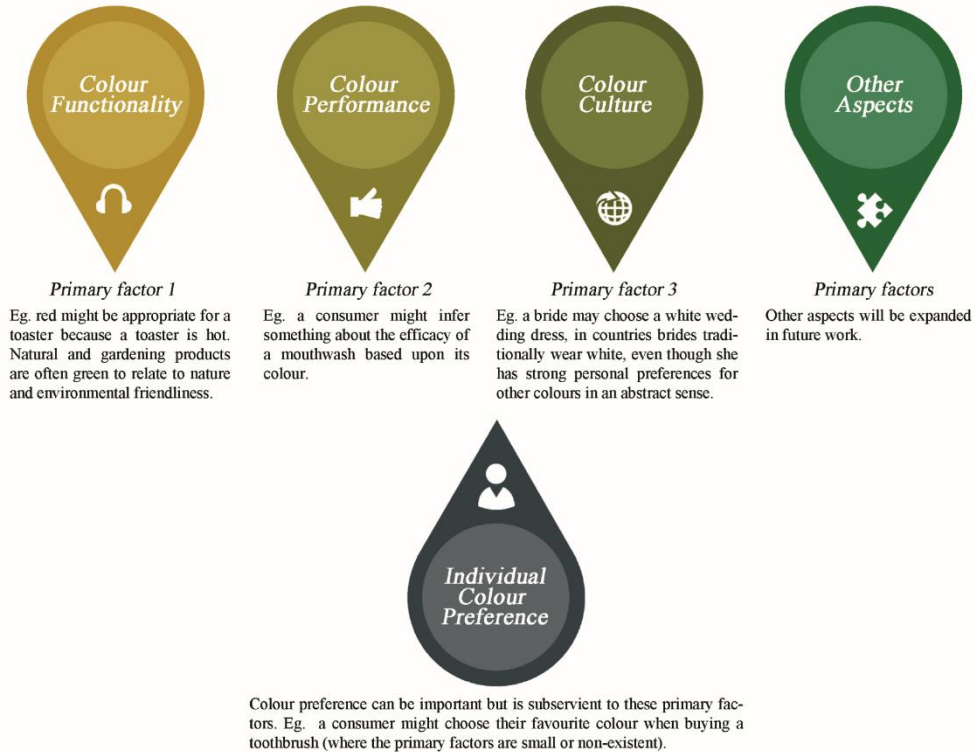 Colour
Functionality
Colour
Performance
Colour
Culture
Other
Aspects
Primary factor 1
Eg. red might be appropriate for a
toaster because a toaster is hot.
Natural and gardening products
are often green to relate to nature
and environmental friendliness.
Primary factor 2
Eg. a consumer might infer
something about the efficacy of
a mouthwash based upon its
colour.
Primary factor 3
Eg. a bride may choose a white wed-
ding dress, in countries brides tradi-
tionally wear white, even though she
has strong personal preferences for
other colours in an abstract sense.
Primary factors
Other aspects will be expanded
in future work.
Individual
Colour
Preference
Colour preference can be important but is subservient to these primary fac-
tors. Eg. a consumer might choose their favourite colour when buying a
toothbrush (where the primary factors are small or non-existent).